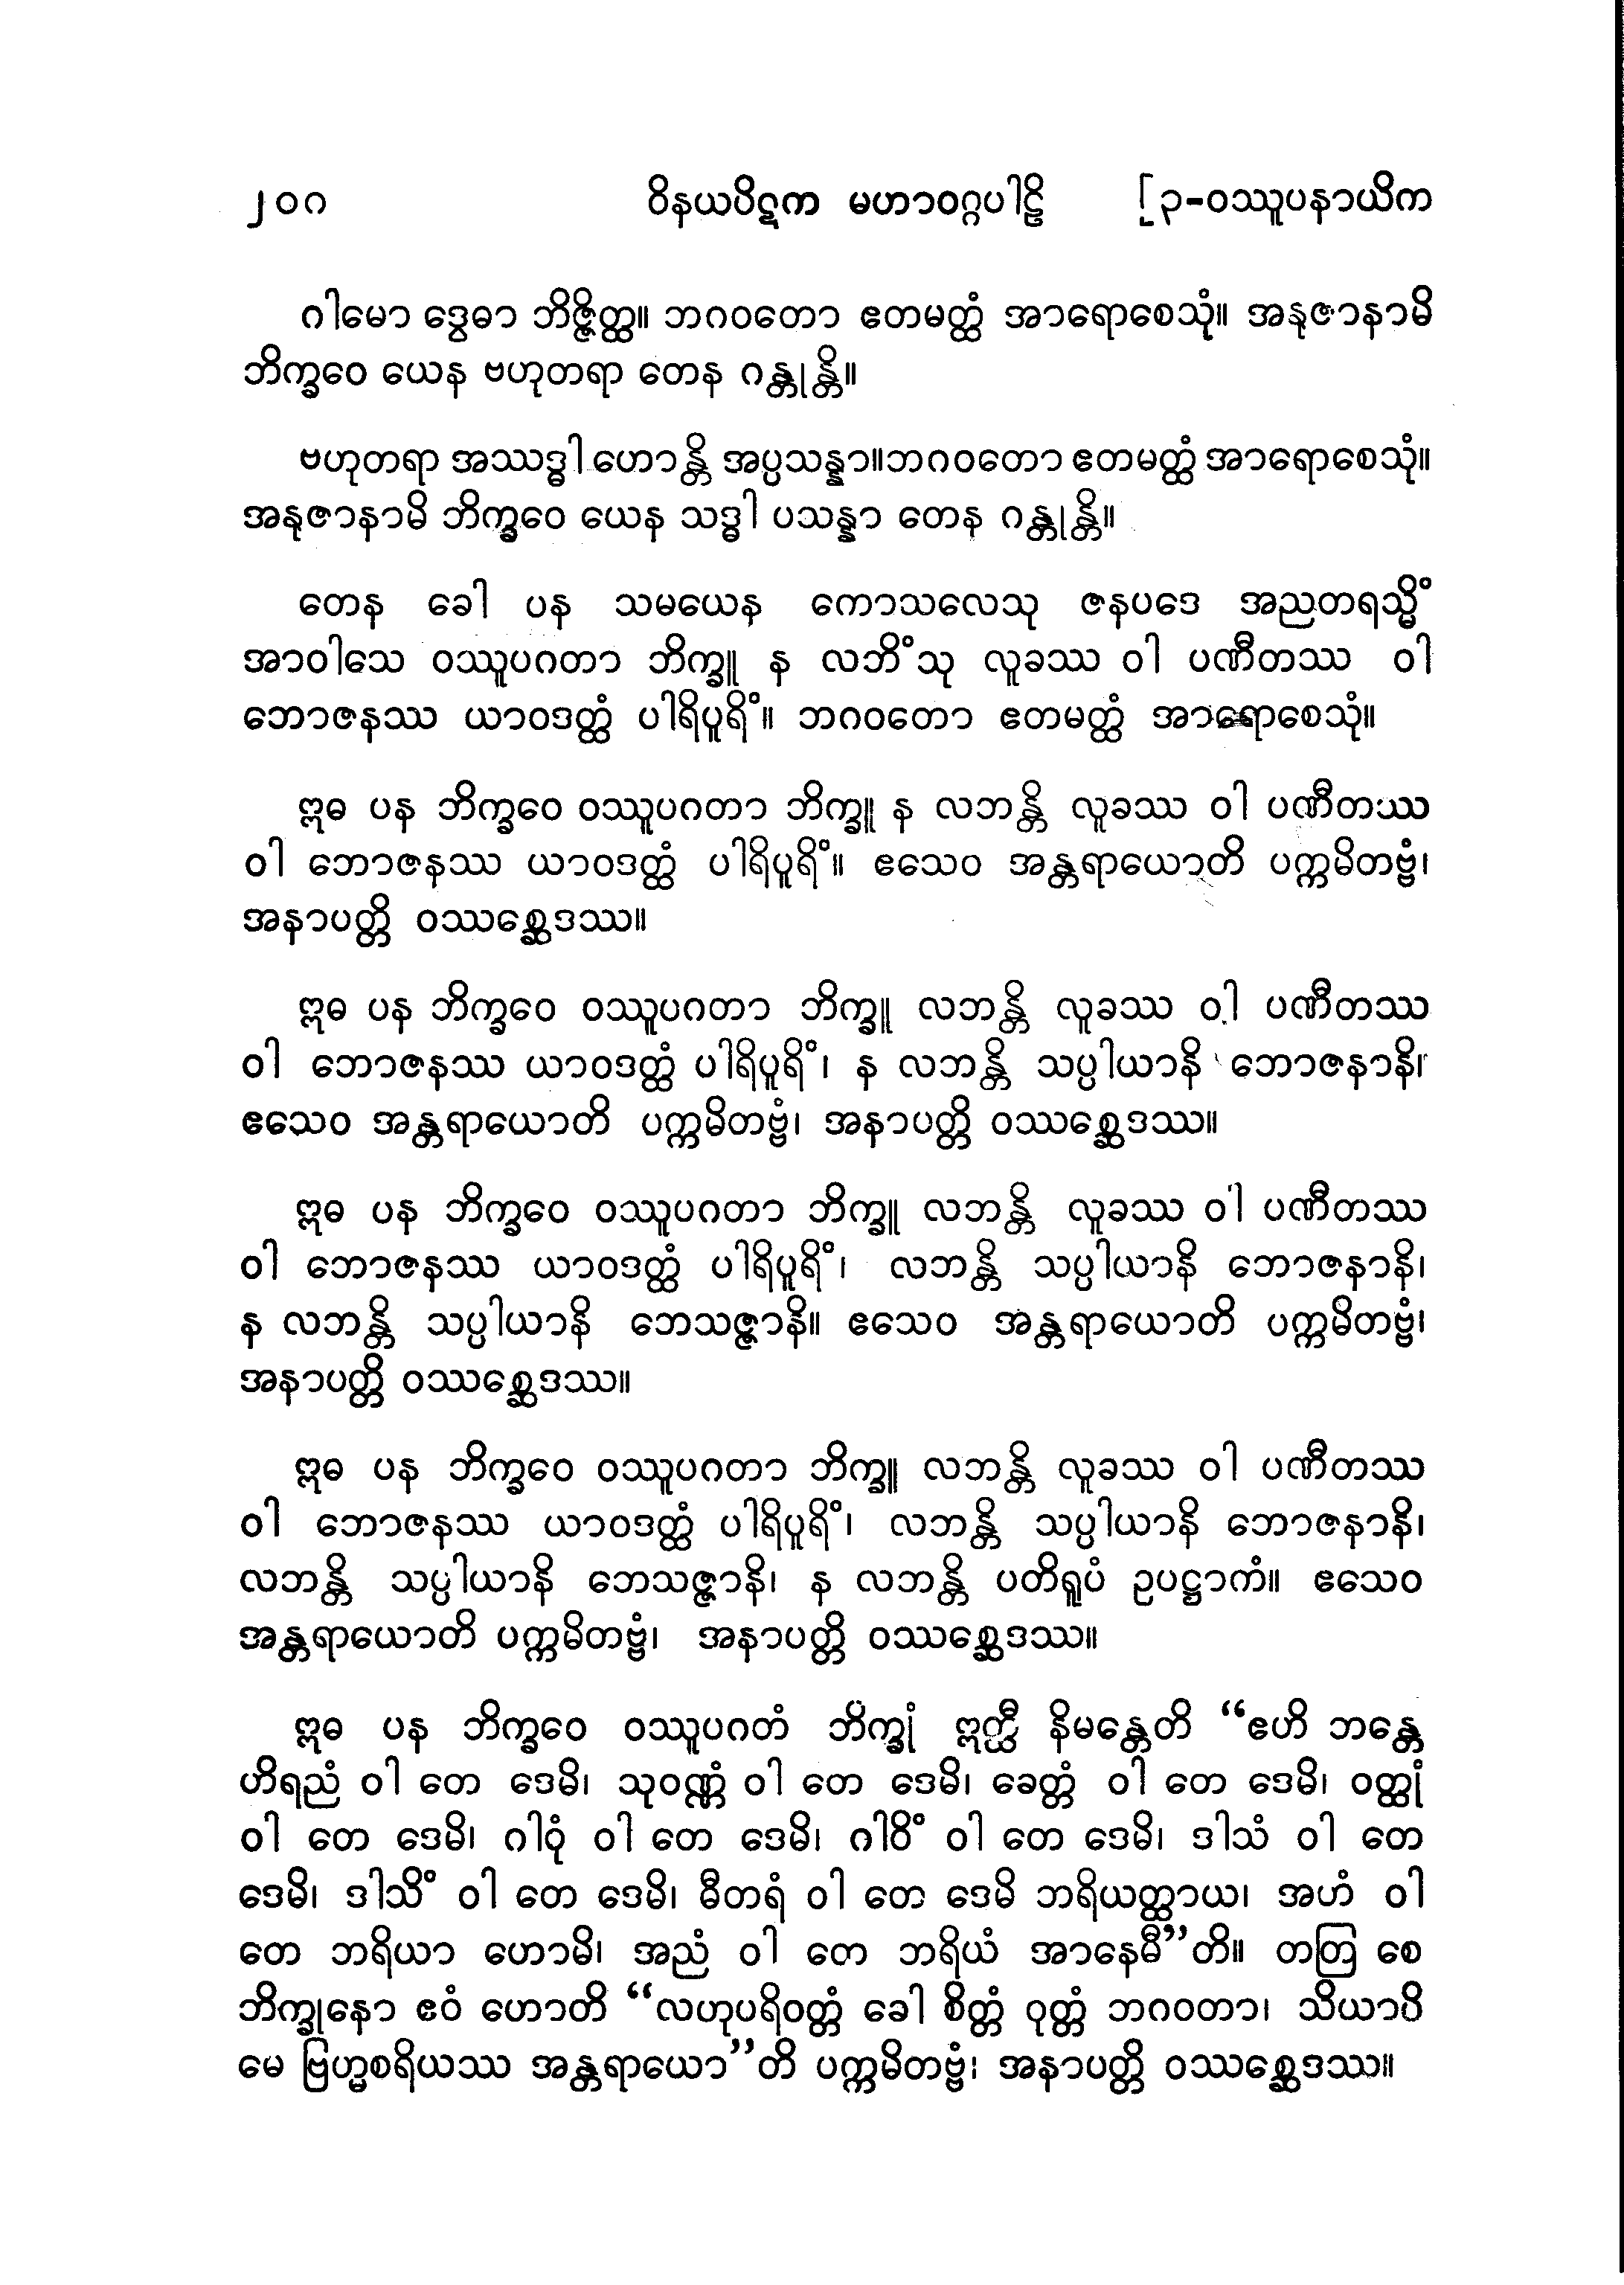 ၂၀ဂ ဝိနယပိဋက မဟာဝဂ္ဂပါဠိ [၃-ဝဿူပနာယိက
ဂါမော ဒွေဓာ ဘိဇ္ဇိတ္ထ။ ဘဂဝတော ဧတမတ္ထံ အာရောစေသုံ။ အနုဇာနာမိ
ဘိက္ခဝေ ယေန ဗဟုတရာ တေန ဂန္တုန္တိ။
ဗဟုတရာ အဿဒ္ဓါ ဟောန္တိ အပ္ပသန္နာ။ဘဂဝတော ဧတမတ္ထံ အာရောစေသုံ။
အနုဇာနာမိ ဘိက္ခဝေ ယေန သဒ္ဓါ ပသန္နာ တေန ဂန္တုန္တိ။
တေန ခေါ ပန သမယေန ကောသလေသု ဇနပဒေ အညတရသ္မိံ
အာဝါသေ ဝဿူပဂတာ ဘိက္ခူ န လဘိံသု လူခဿ ဝါ ပဏီတဿ ဝါ
ဘောဇနဿ ယာဝဒတ္ထံ ပါရိပူရိံ။ ဘဂဝတော ဧတမတ္ထံ အာရောစေသုံ။
ဣဓ ပန ဘိက္ခဝေ ဝဿူပဂတာ ဘိက္ခူ န လဘန္တိ လူခဿ ဝါ ပဏီတဿ
ဝါ ဘောဇနဿ ယာဝဒတ္ထံ ပါရိပူရိံ။ ဧသေဝ အန္တရာယောတိ ပက္ကမိတဗ္ဗံ၊
အနာပတ္တိ ဝဿစ္ဆေဒဿ။
ဣဓ ပန ဘိက္ခဝေ ဝဿူပဂတာ ဘိက္ခူ လဘန္တိ လူခဿ ဝါ ပဏီတဿ
ဝါ ဘောဇနဿ ယာဝဒတ္ထံ ပါရိပူရိံ၊ န လဘန္တိ သပ္ပါယာနိ ဘောဇနာနိ၊
ဧသေဝ အန္တရာယောတိ ပက္ကမိတဗ္ဗံ၊ အနာပတ္တိ ဝဿစ္ဆေဒဿ။
ဣဓ ပန ဘိက္ခဝေ ဝဿူပဂတာ ဘိက္ခူ လဘန္တိ လူခဿ ဝါ ပဏီတဿ
ဝါ ဘောဇနဿ ယာဝဒတ္ထံ ပါရိပူရိံ၊ လဘန္တိ သပ္ပါယာနိ ဘောဇနာနိ၊
န လဘန္တိ သပ္ပါယာနိ ဘေသဇ္ဇာနိ။ ဧသေဝ အန္တရာယောတိ ပက္ကမိတဗ္ဗံ၊
အနာပတ္တိ ဝဿစ္ဆေဒဿ။
ဣဓ ပန ဘိက္ခဝေ ဝဿူပဂတာ ဘိက္ခူ လဘန္တိ လူခဿ ဝါ ပဏီတဿ
ဝါ ဘောဇနဿ ယာဝဒတ္ထံ ပါရိပူရိံ၊ လဘန္တိ သပ္ပါယာနိ ဘောဇနာနိ၊
လဘန္တိ သပ္ပါယာနိ ဘေသဇ္ဇာနိ၊ န လဘန္တိ ပတိရူပံ ဥပဋ္ဌာကံ။ ဧသေဝ
အန္တရာယောတိ ပက္ကမိတဗ္ဗံ၊ အနာပတ္တိ ဝဿစ္ဆေဒဿ။
ဣဓ ပန ဘိက္ခဝေ ဝဿူပဂတံ ဘိက္ခုံ ဣတ္ထီ နိမန္တေတိ “ဧဟိ ဘန္တေ
ဟိရညံ ဝါ တေ ဒေမိ၊ သုဝဏ္ဏံ ဝါ တေ ဒေမိ၊ ခေတ္တံ ဝါ တေ ဒေမိ၊ ဝတ္ထုံ
ဝါ တေ ဒေမိ၊ ဂါဝုံ ဝါ တေ ဒေမိ၊ ဂါဝိံ ဝါ တေ ဒေမိ၊ ဒါသံ ဝါ တေ
ဒေမိ၊ ဒါသိံ ဝါ တေ ဒေမိ၊ ဓီတရံ ဝါ တေ ဒေမိ ဘရိယတ္ထာယ၊ အဟံ ဝါ
တေ ဘရိယာ ဟောမိ၊ အညံ ဝါ တေ ဘရိယံ အာနေမီ”တိ။ တတြ စေ
ဘိက္ခုနော ဧဝံ ဟောတိ “လဟုပရိဝတ္တံ ခေါ စိတ္တံ ဝုတ္တံ ဘဂဝတာ၊ သိယာပိ
မေ ဗြဟ္မစရိယဿ အန္တရာယော”တိ ပက္ကမိတဗ္ဗံ၊ အနာပတ္တိ ဝဿစ္ဆေဒဿ။